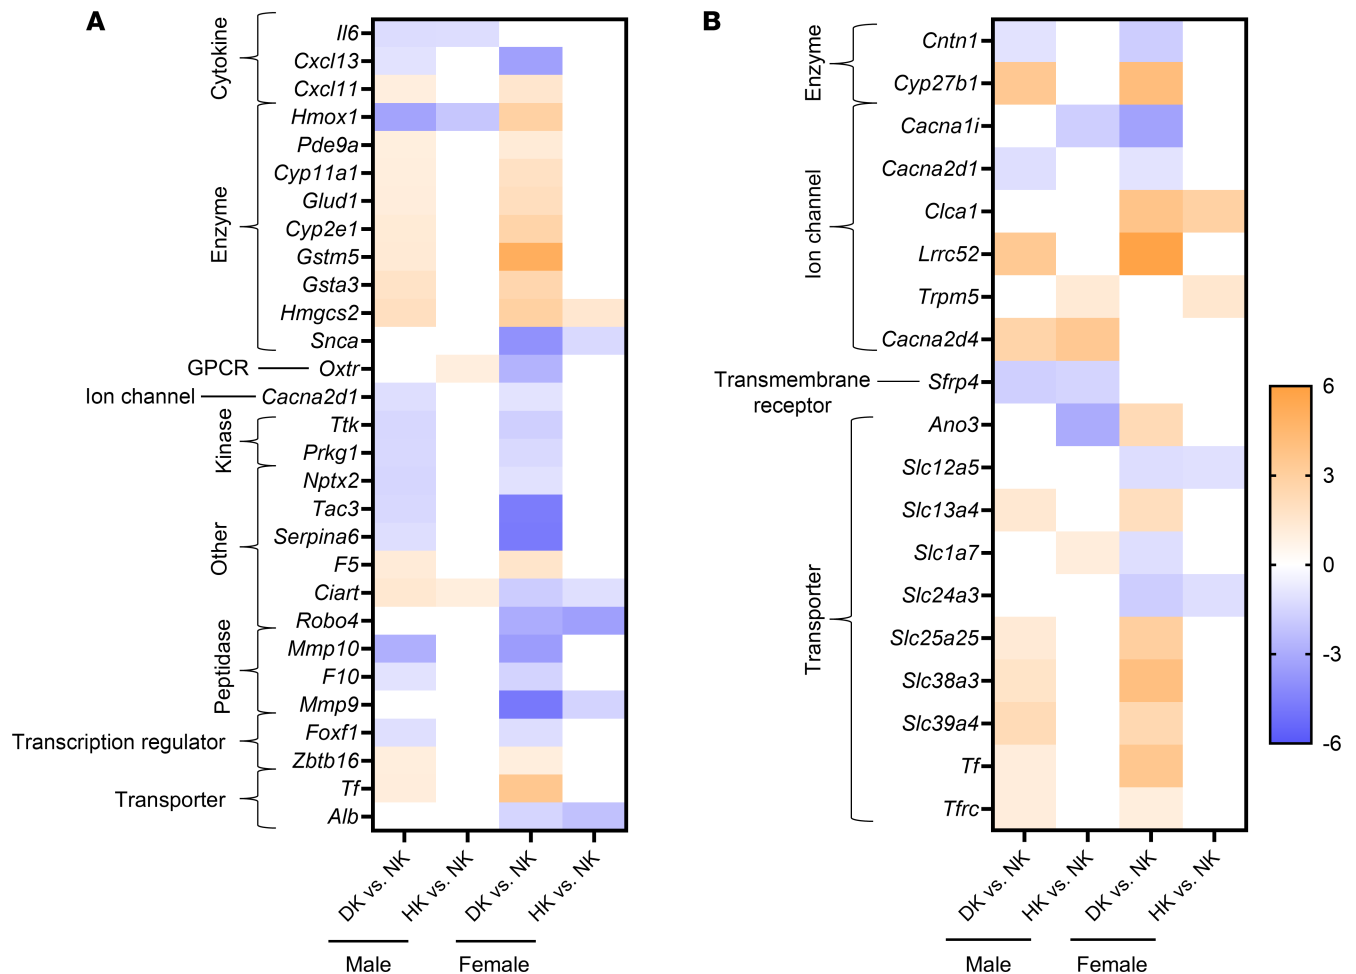 A
Cytokine
Il6
Cxcl13
Cxcl11
Enzyme
Hmox1
Pde9a
Cyp11a1
Glud1
Cyp2e1
Gstm5
Gsta3
Hmgcs2
Snca
GPCR
Oxtr
Ion channel
Cacna2d1
Kinase
Ttk
Prkg1
Other
Nptx2
Tac3
Serpina6
F5
Ciart
Robo4
Peptidase
Mmp10
F10
Mmp9
Transcription regulator
Foxf1
Zbtb16
Transporter
Tf
Alb
DK vs. NK
HK vs. NK
DK vs. NK
HK vs. NK
Male
Female
B
Enzyme
Cntn1
Cyp27b1
Ion channel
Cacna1i
Cacna2d1
Clca1
Lrrc52
Trpm5
Cacna2d4
Transmembrane
receptor
Sfrp4
Transporter
Ano3
Slc12a5
Slc13a4
Slc1a7
Slc24a3
Slc25a25
Slc38a3
Slc39a4
Tf
Tfrc
DK vs. NK
HK vs. NK
DK vs. NK
HK vs. NK
Male
Female
6
3
0
-3
-6